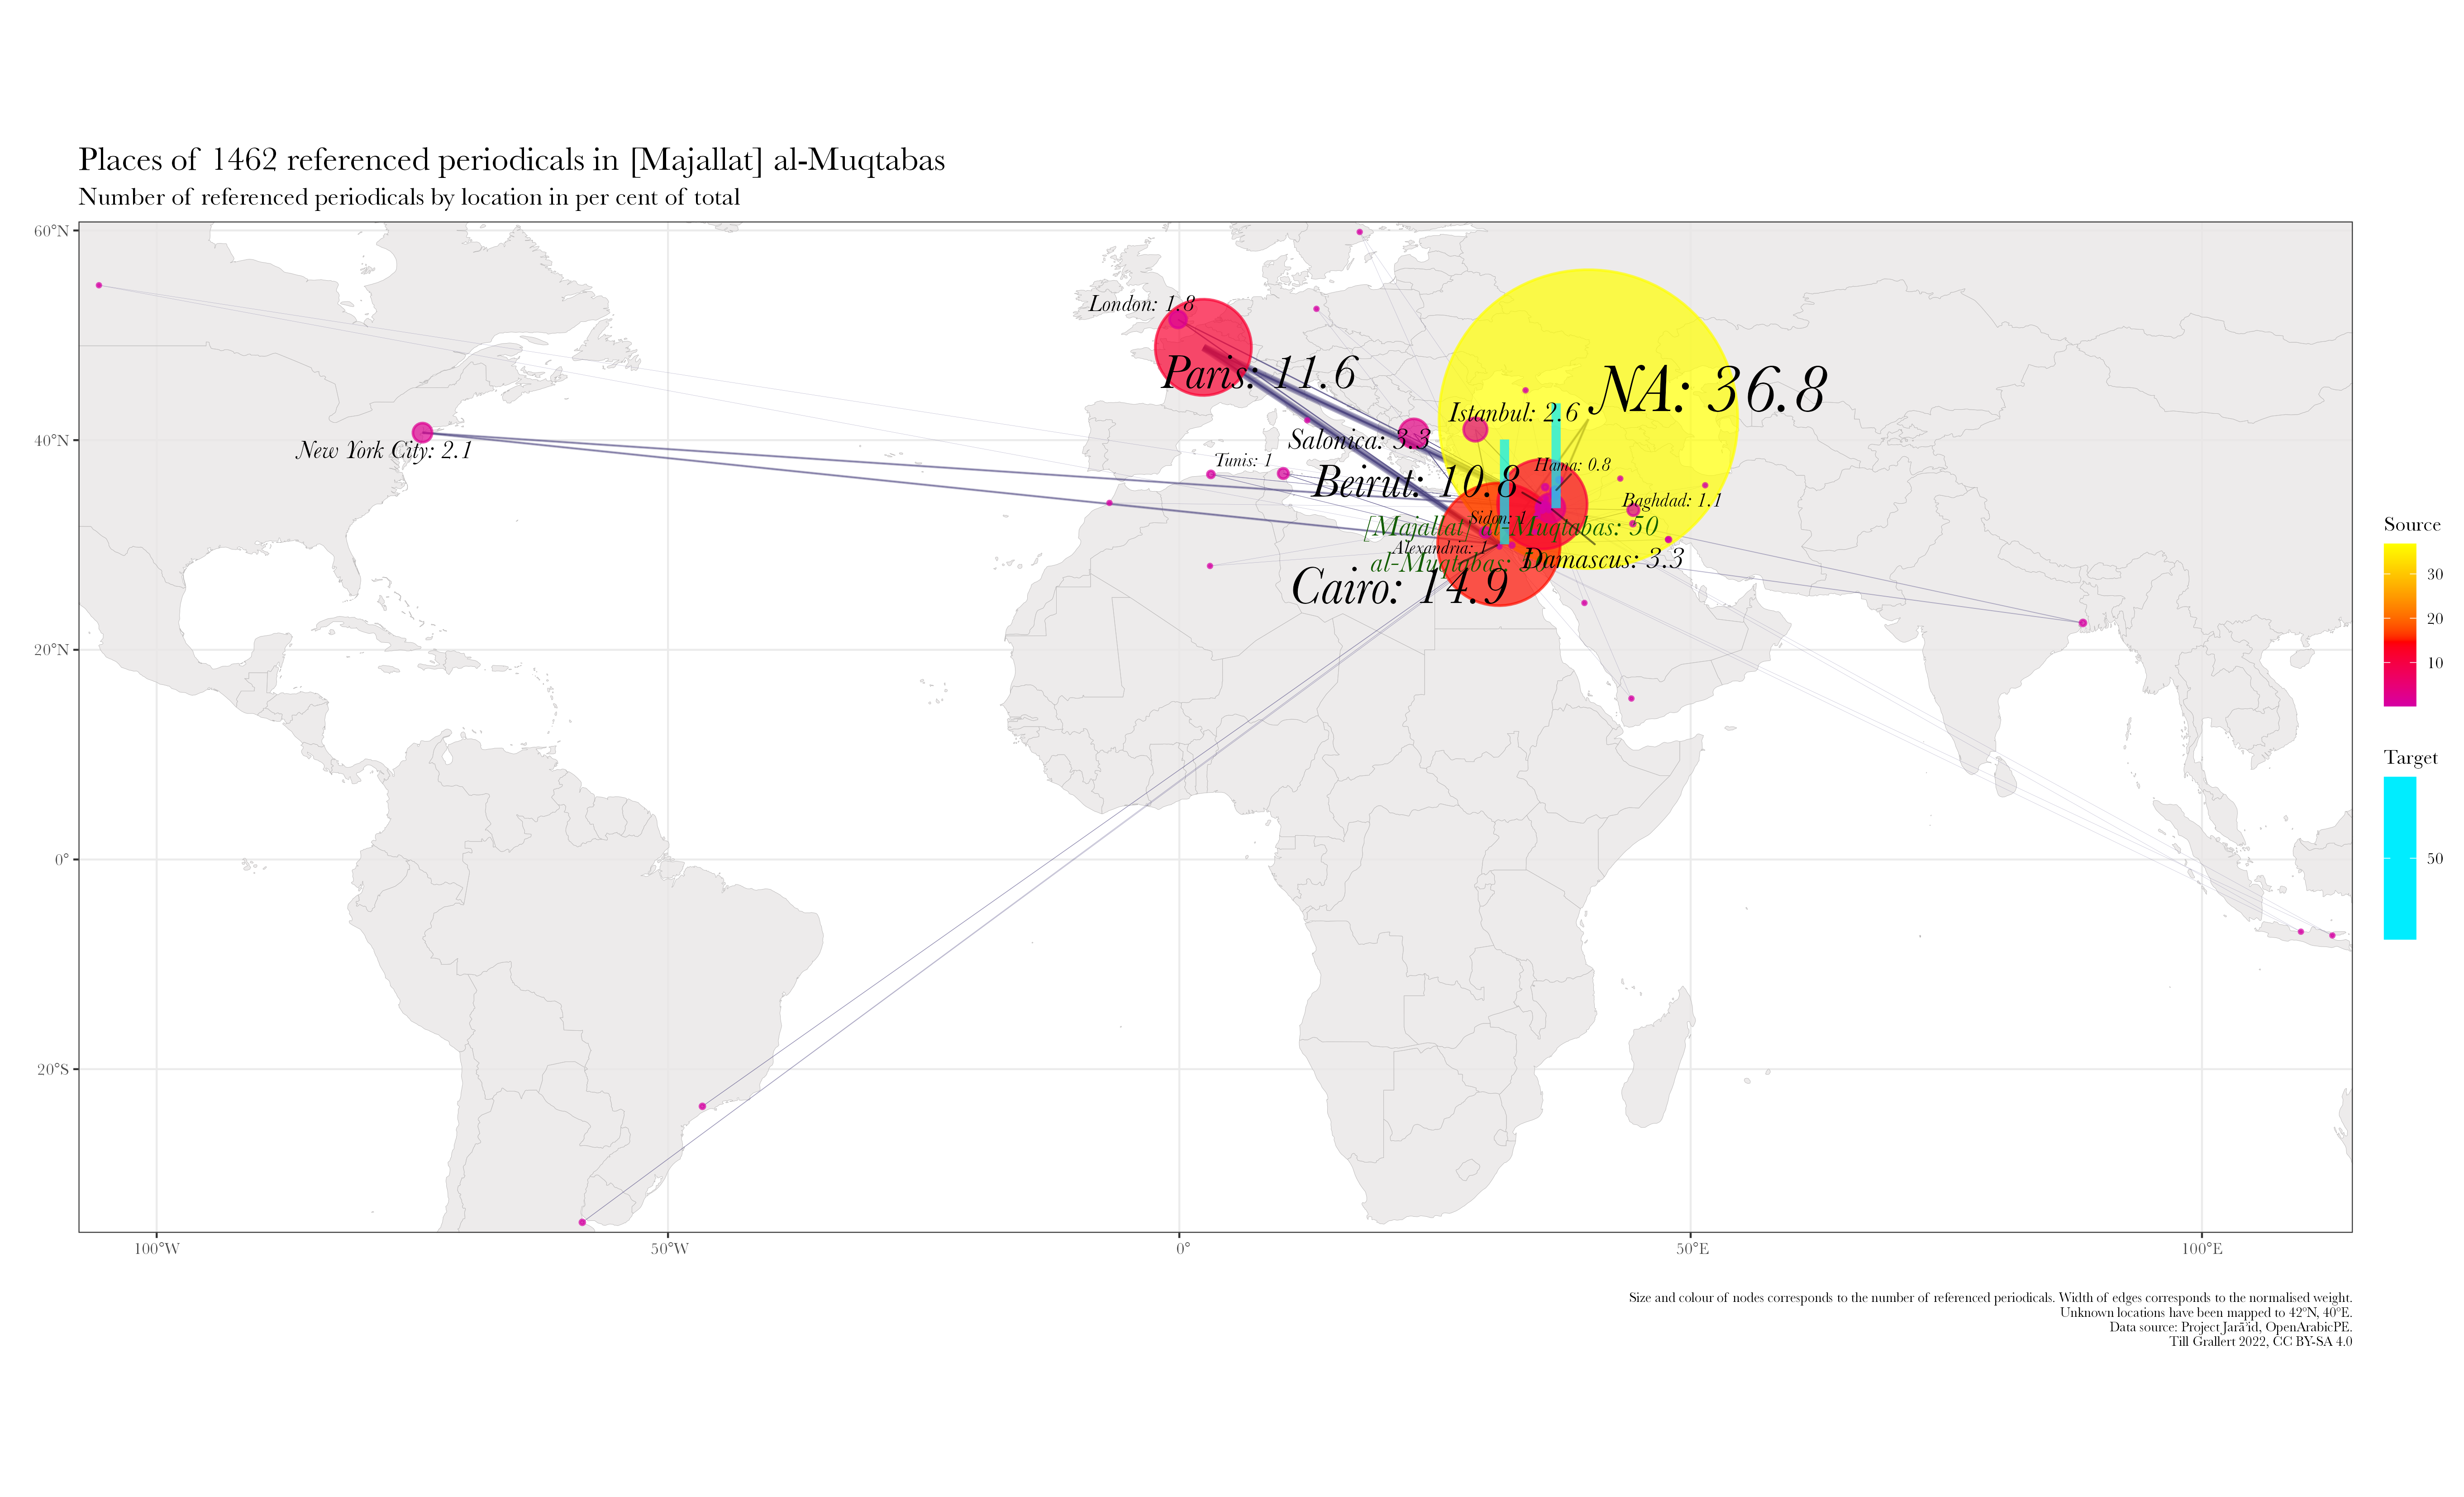 Places of 1462 referenced periodicals in [Majallat] al-Muqtabas
Number of referenced periodicals by location in per cent of total
60°N
40°N
20°N
0°
20°S
London: 1.8
Paris: 11.6
NA: 36.8
Istanbul: 2.6
Salonica: 3.3
New York City: 2.1
Tunis: 1
Hama: 0.8
Beirut: 10.8
Baghdad: 1.1
Sidon: 1
[Majallat] al-Muqtabas: 50
Alexandria: 1
Damascus: 3.3
al-Muqtabas: 50
Cairo: 14.9
100°W
50°W
0°
50°E
100°E
Source
30
20
10
Target
50
Size and colour of nodes corresponds to the number of referenced periodicals. Width of edges corresponds to the normalised weight.
Unknown locations have been mapped to 42°N, 40°E.
Data source: Project Jarāʾid, OpenArabicPE.
Till Grallert 2022, CC BY-SA 4.0